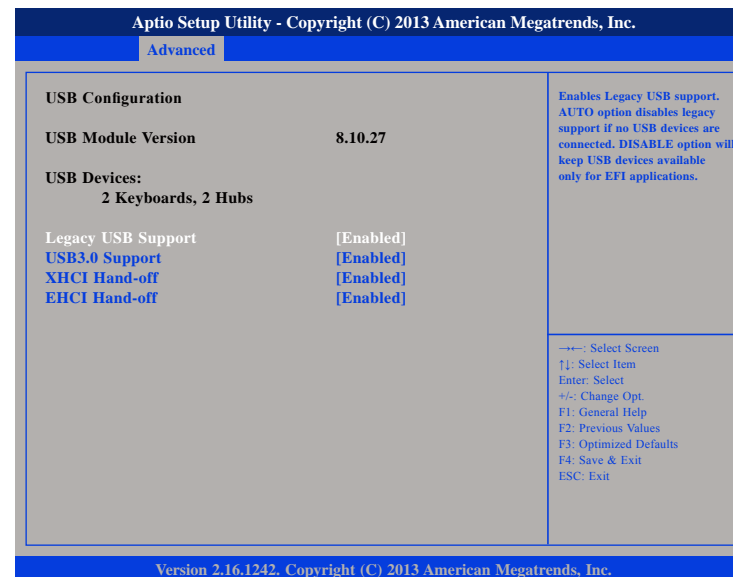 Aptio Setup Utility - Copyright (C) 2013 American Megatrends, Inc.
Advanced
USB Configuration
USB Module Version 8.10.27
USB Devices:
2 Keyboards, 2 Hubs
Legacy USB Support [Enabled]
USB3.0 Support [Enabled]
XHCI Hand-off [Enabled]
EHCI Hand-off [Enabled]
Enables Legacy USB support.
AUTO option disables legacy
support if no USB devices are
connected. DISABLE option will
keep USB devices available
only for EFI applications.
→←: Select Screen
↑↓: Select Item
Enter: Select
+/-: Change Opt.
F1: General Help
F2: Previous Values
F3: Optimized Defaults
F4: Save & Exit
ESC: Exit
Version 2.16.1242. Copyright (C) 2013 American Megatrends, Inc.